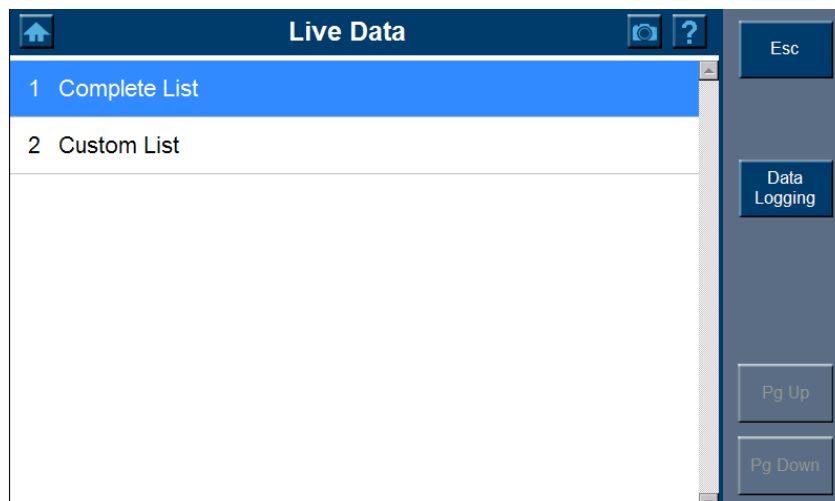 Live Data
?
Esc
1 Complete List
2 Custom List
Data
Logging
Pg Up
Pg Down